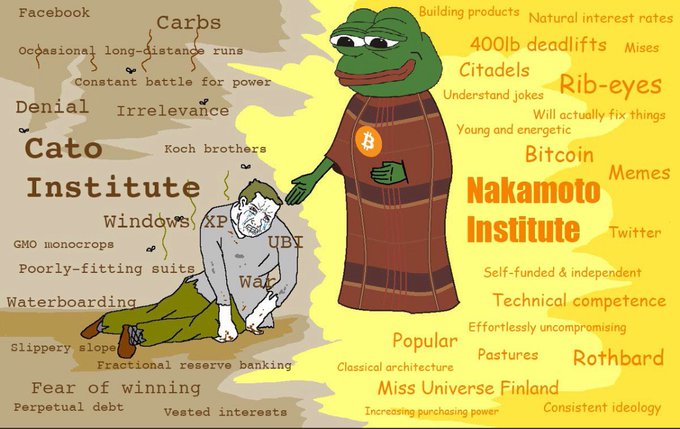 Facebook
Carbs
Occasional long-distance runs
Constant battle for power
Denial
Irrelevance
Cato
Institute
Koch brothers
Windows XP
GMO monocrops
UBI
Poorly-fitting suits
War
Waterboarding
Slippery slope
Fractional reserve banking
Fear of winning
Perpetual debt
Vested interests
Building products
Natural interest rates
400lb deadlifts
Mises
Citadels
Rib-eyes
Understand jokes
Will actually fix things
Young and energetic
Bitcoin
Memes
Nakamoto
Institute
Twitter
Self-funded & independent
Technical competence
Effortlessly uncompromising
Popular
Pastures
Rothbard
Classical architecture
Miss Universe Finland
Increasing purchasing power
Consistent ideology